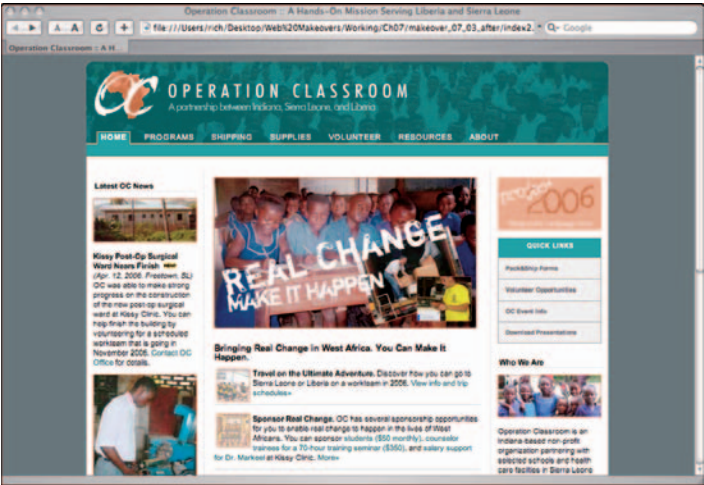 Operation Classroom :: A Hands-On Mission Serving Liberia and Sierra Leone
A A C + file:///Users/rich/Desktop/Web%20Makeovers/Working/Ch07/makeover_07_03_after/index2. Q- Google
Operation Classroom :: A H...
OC OPERATION CLASSROOM
A partnership between Indiana, Sierra Leone, and Liberia
HOME PROGRAMS SHIPPING SUPPLIES VOLUNTEER RESOURCES ABOUT
Latest OC News
Kissy Post-Op Surgical
Ward Nears Finish
(Apr. 12, 2006. Freetown, SL)
OC was able to make strong
progress on the construction
of the new post op surgical
ward at Kissy Clinic. You can
help finish the building by
volunteering for a scheduled
workteam that is going in
November 2006. Contact OC
Office for details.
REAL CHANGE
MAKE IT HAPPEN
Bringing Real Change in West Africa. You Can Make It
Happen.
Travel on the Ultimate Adventure. Discover how you can go to
Sierra Leone or Liberia on a workteam in 2006. View info and trip
schedules»
Sponsor Real Change. OC has several sponsorship opportunities
for you to enable real change to happen in the lives of West
Africans. You can sponsor students ($50 monthly), counselor
trainees for a 70-hour training seminar ($350), and salary support
for Dr. Markeel at Kissy Clinic. More»
2006
QUICK LINKS
Pack&Ship Forms
Volunteer Opportunities
OC Event Info
Download Presentations
Who We Are
Operation Classroom is an
Indiana-based non-profit
organization partnering with
selected schools and health
care facilities in Sierra Leone